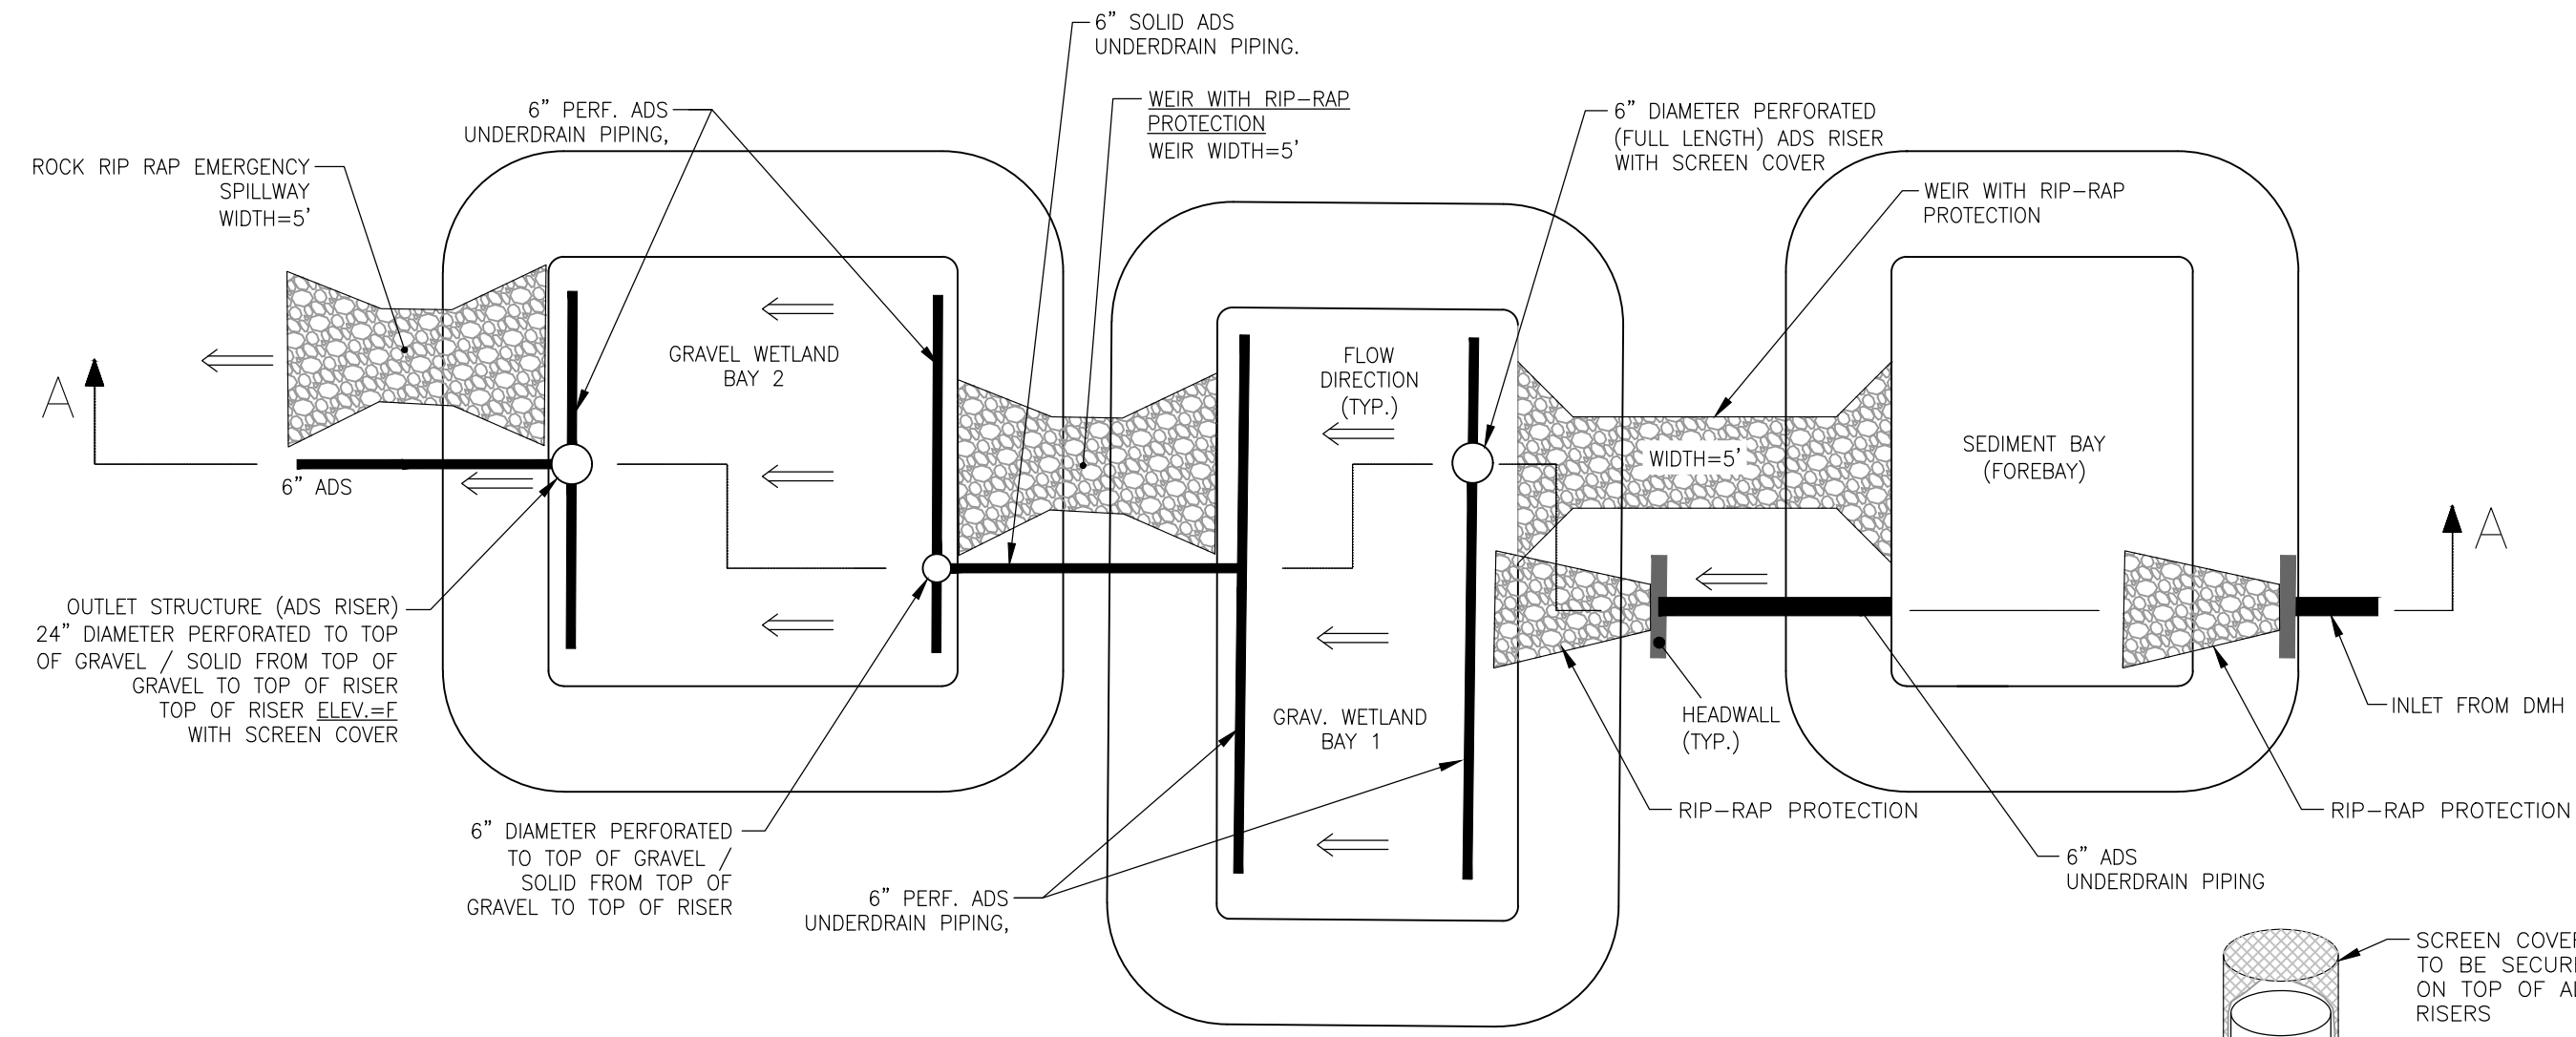 6" SOLID ADS
UNDERDRAIN PIPING.
6" PERF. ADS
UNDERDRAIN PIPING,
WEIR WITH RIP-RAP
PROTECTION
WEIR WIDTH=5'
6" DIAMETER PERFORATED
(FULL LENGTH) ADS RISER
WITH SCREEN COVER
ROCK RIP RAP EMERGENCY
SPILLWAY
WIDTH=5'
WEIR WITH RIP-RAP
PROTECTION
GRAVEL WETLAND
BAY 2
FLOW
DIRECTION
(TYP.)
A
WIDTH=5'
SEDIMENT BAY
(FOREBAY)
6" ADS
A
OUTLET STRUCTURE (ADS RISER)
24" DIAMETER PERFORATED TO TOP
OF GRAVEL / SOLID FROM TOP OF
GRAVEL TO TOP OF RISER
TOP OF RISER ELEV.=F
WITH SCREEN COVER
GRAV. WETLAND
BAY 1
HEADWALL
(TYP.)
INLET FROM DMH
RIP-RAP PROTECTION
RIP-RAP PROTECTION
6" DIAMETER PERFORATED
TO TOP OF GRAVEL /
SOLID FROM TOP OF
GRAVEL TO TOP OF RISER
6" PERF. ADS
UNDERDRAIN PIPING,
6" ADS
UNDERDRAIN PIPING
SCREEN COVER
TO BE
ON TOP OF
RISERS